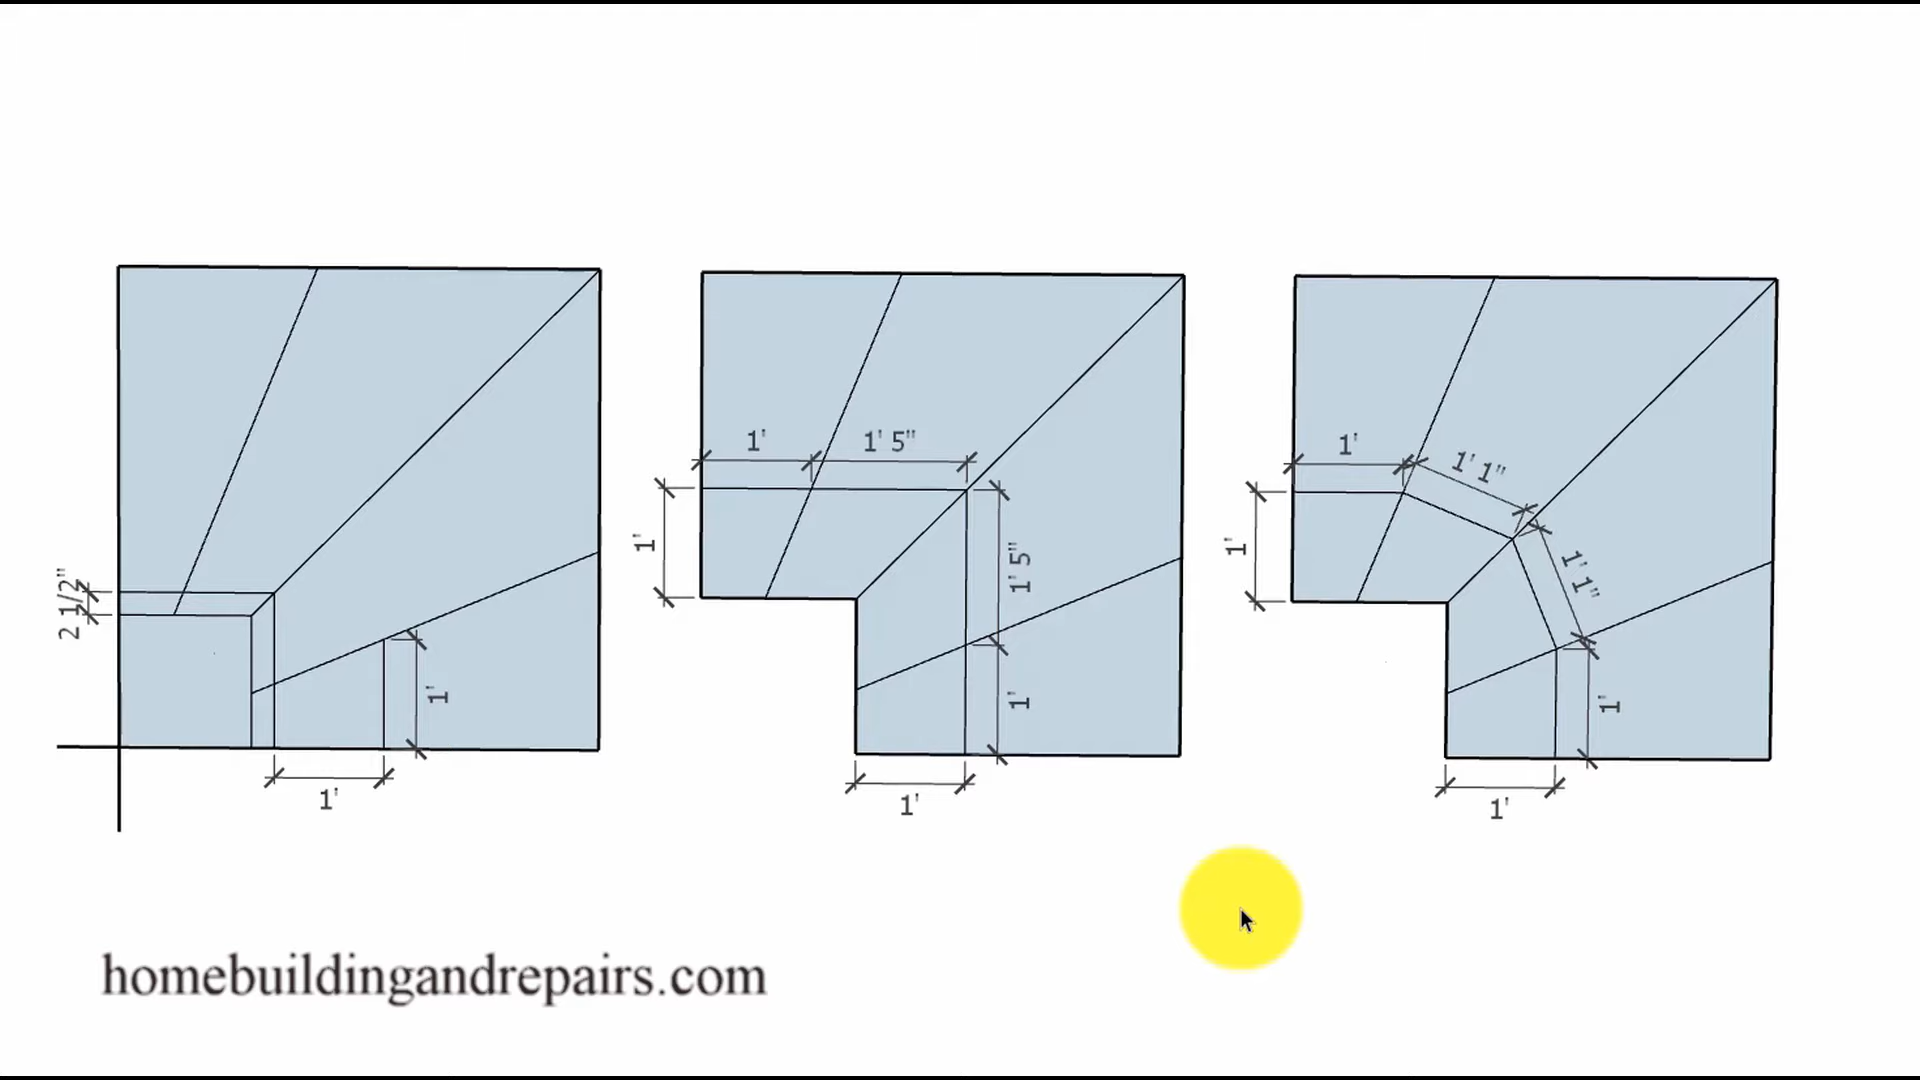 1' 1' 5"
1' 1' 1"
1' 1' 5"
1' 1' 1"
2 1/2"
1' 1' 1'
1' 1' 1'
homebuildingandrepairs.com